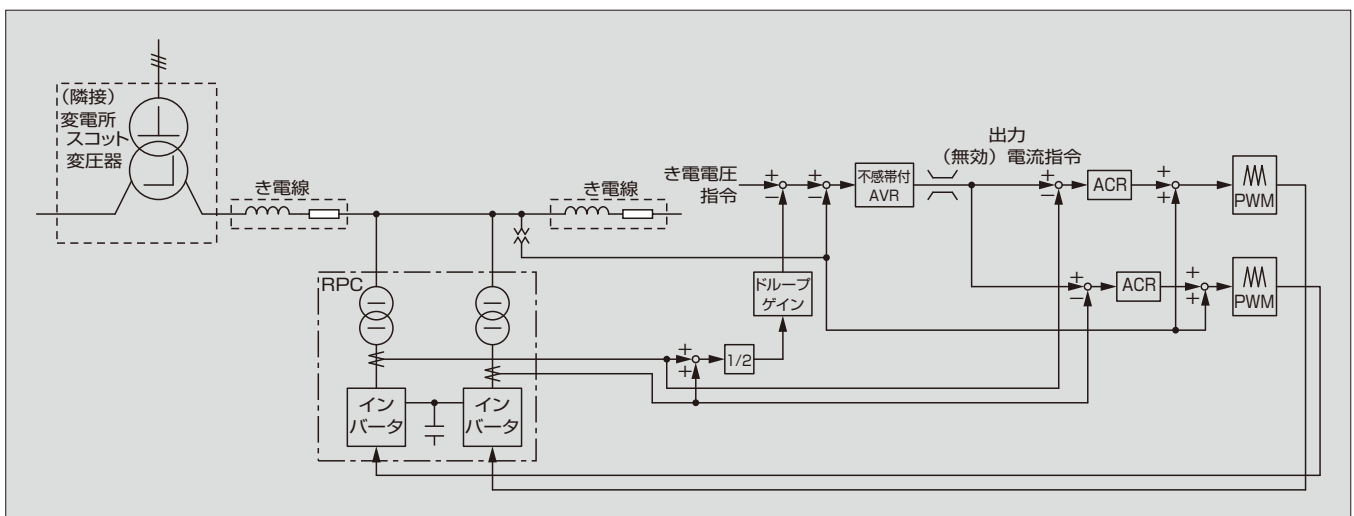 (隣接)
変電所
スコット
変圧器
き電線
き電線
き電電圧
指令
不感帯付
AVR
出力
(無効)電流指令
ACR
PWM
ACR
PWM
ドループ
ゲイン
1/2
RPC
イン
バータ
イン
バータ